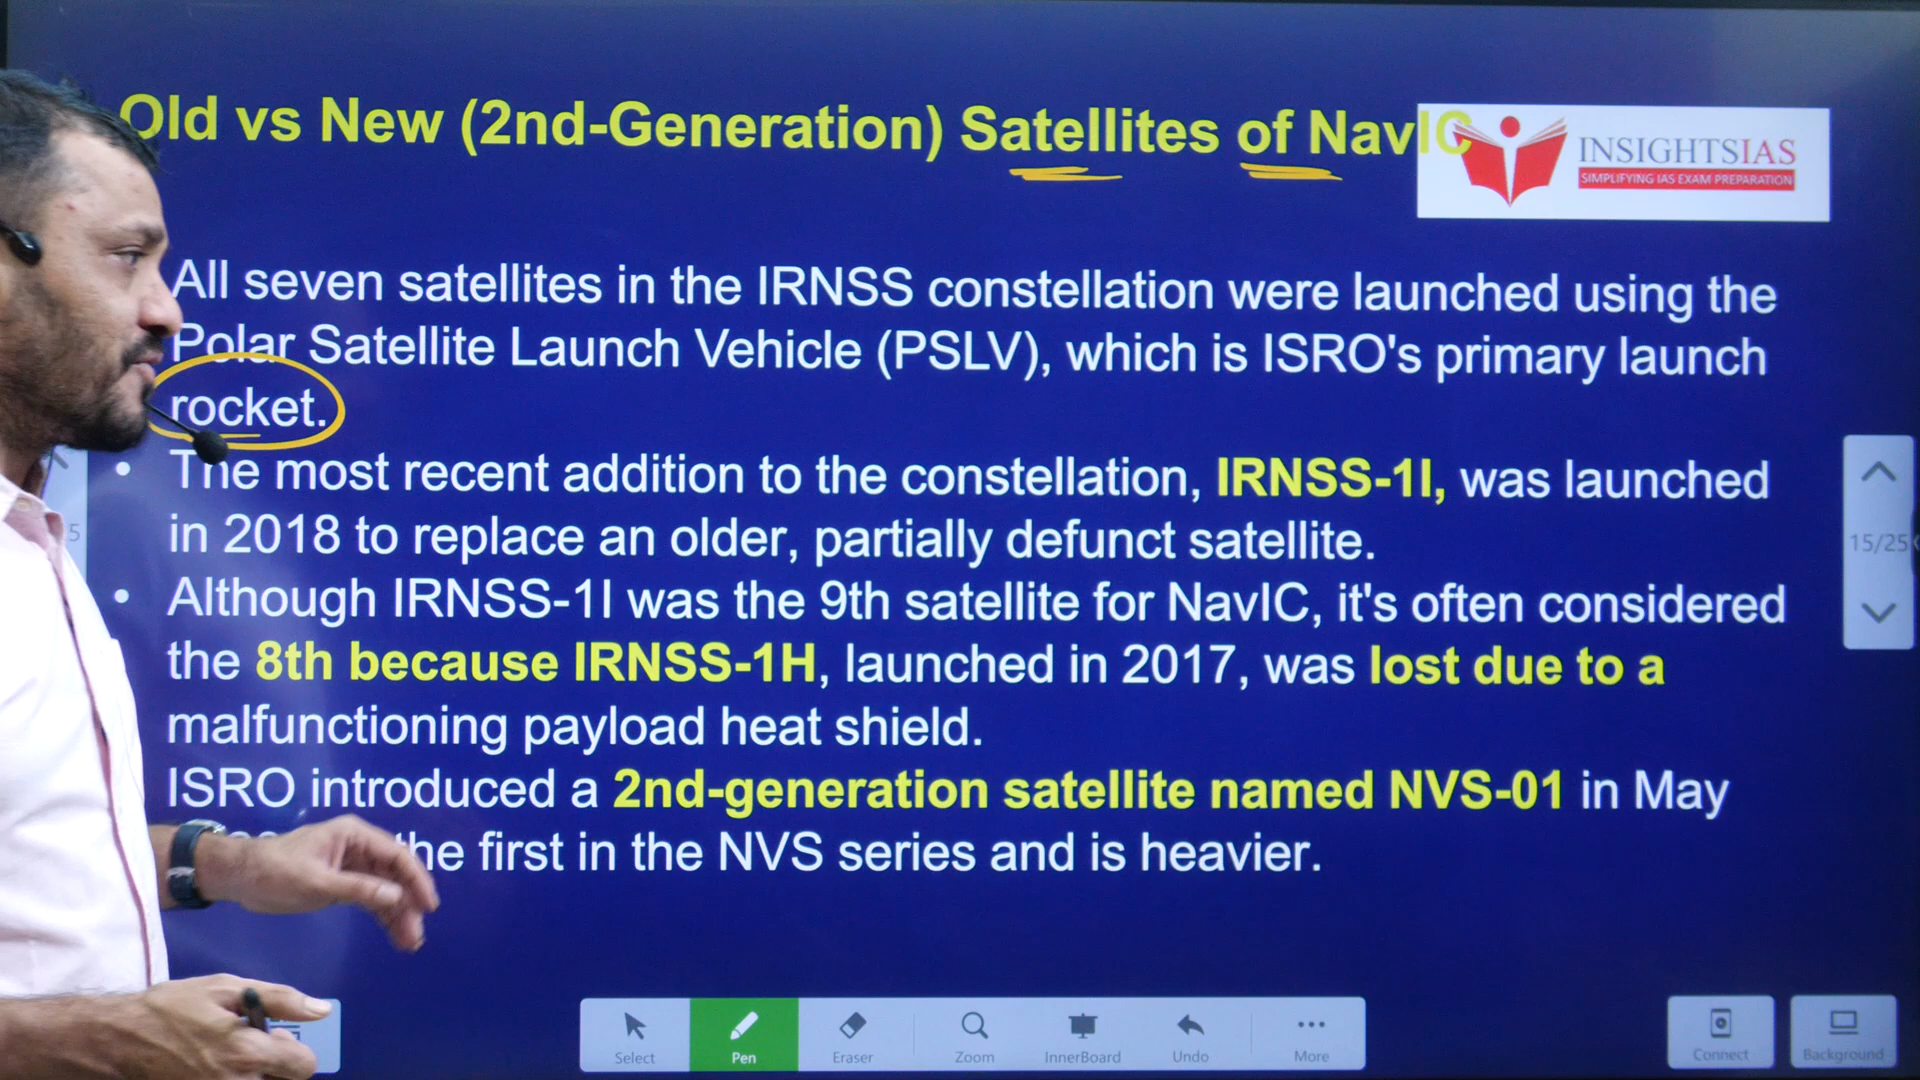 Old vs New (2nd-Generation) Satellites of NavIC
INSIGHTSIAS
SIMPLIFYING IAS EXAM PREPARATION
All seven satellites in the IRNSS constellation were launched using the
Polar Satellite Launch Vehicle (PSLV), which is ISRO's primary launch
rocket.
• The most recent addition to the constellation, IRNSS-1I, was launched
in 2018 to replace an older, partially defunct satellite.
• Although IRNSS-1I was the 9th satellite for NavIC, it's often considered
the 8th because IRNSS-1H, launched in 2017, was lost due to a
malfunctioning payload heat shield.
ISRO introduced a 2nd-generation satellite named NVS-01 in May
the first in the NVS series and is heavier.
15/25
Select
Pen
Eraser
Zoom
InnerBoard
Undo
More
Connect
Background